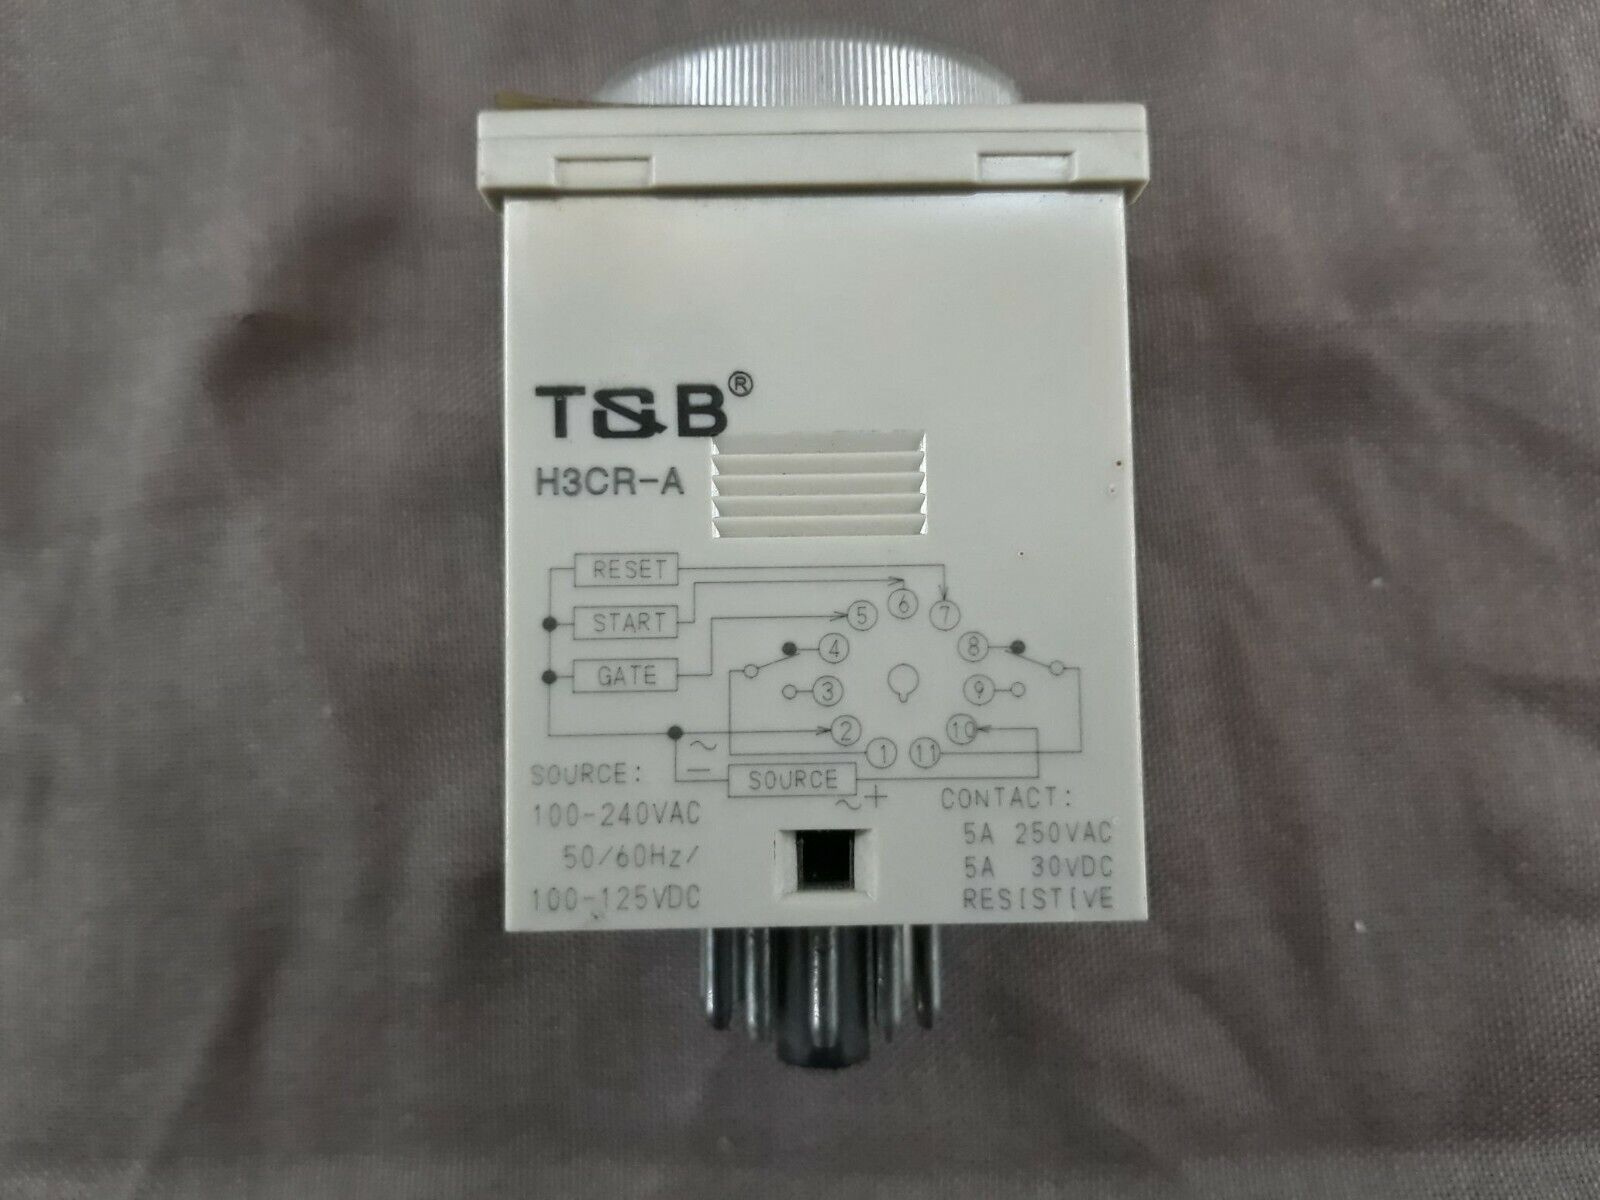 T&B®
H3CR-A
RESET
START
GATE
5 6 7
4 8
3 9
2 10
1 11
~
−
SOURCE
~+
SOURCE:
100-240VAC
50/60Hz/
100-125VDC
CONTACT:
5A 250VAC
5A 30VDC
RESISTIVE